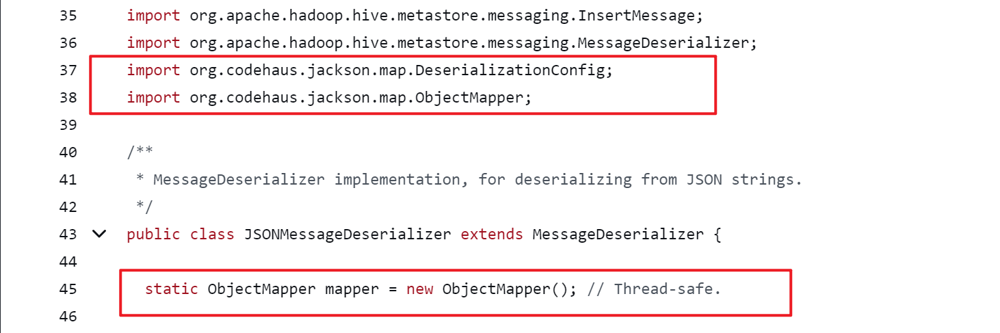 35 import org.apache.hadoop.hive.metastore.messaging.InsertMessage;
36 import org.apache.hadoop.hive.metastore.messaging.MessageDeserializer;
37 import org.codehaus.jackson.map.DeserializationConfig;
38 import org.codehaus.jackson.map.ObjectMapper;
39
40 /**
41 * MessageDeserializer implementation, for deserializing from JSON strings.
42 */
43 public class JSONMessageDeserializer extends MessageDeserializer {
44
45 static ObjectMapper mapper = new ObjectMapper(); // Thread-safe.
46